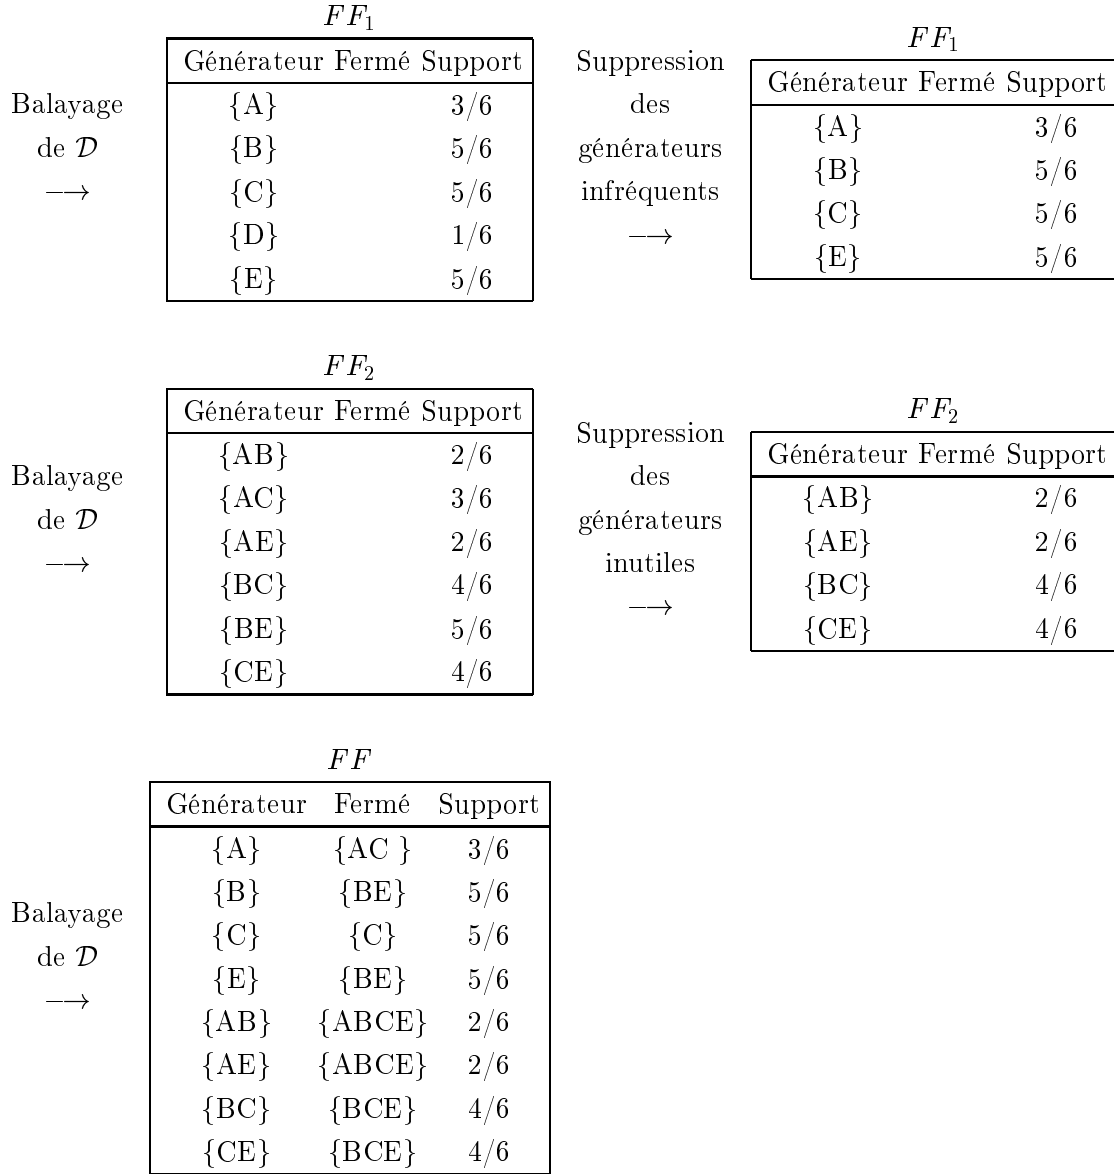 FF₁
Générateur Fermé Support
{A} 3/6
{B} 5/6
{C} 5/6
{D} 1/6
{E} 5/6
Balayage
de 𝒟
⟶
Suppression
des
générateurs
infréquents
⟶
FF₁
Générateur Fermé Support
{A} 3/6
{B} 5/6
{C} 5/6
{E} 5/6
FF₂
Générateur Fermé Support
{AB} 2/6
{AC} 3/6
{AE} 2/6
{BC} 4/6
{BE} 5/6
{CE} 4/6
Balayage
de 𝒟
⟶
Suppression
des
générateurs
inutiles
⟶
FF₂
Générateur Fermé Support
{AB} 2/6
{AE} 2/6
{BC} 4/6
{CE} 4/6
FF
Générateur Fermé Support
{A} {AC } 3/6
{B} {BE} 5/6
{C} {C} 5/6
{E} {BE} 5/6
{AB} {ABCE} 2/6
{AE} {ABCE} 2/6
{BC} {BCE} 4/6
{CE} {BCE} 4/6
Balayage
de 𝒟
⟶